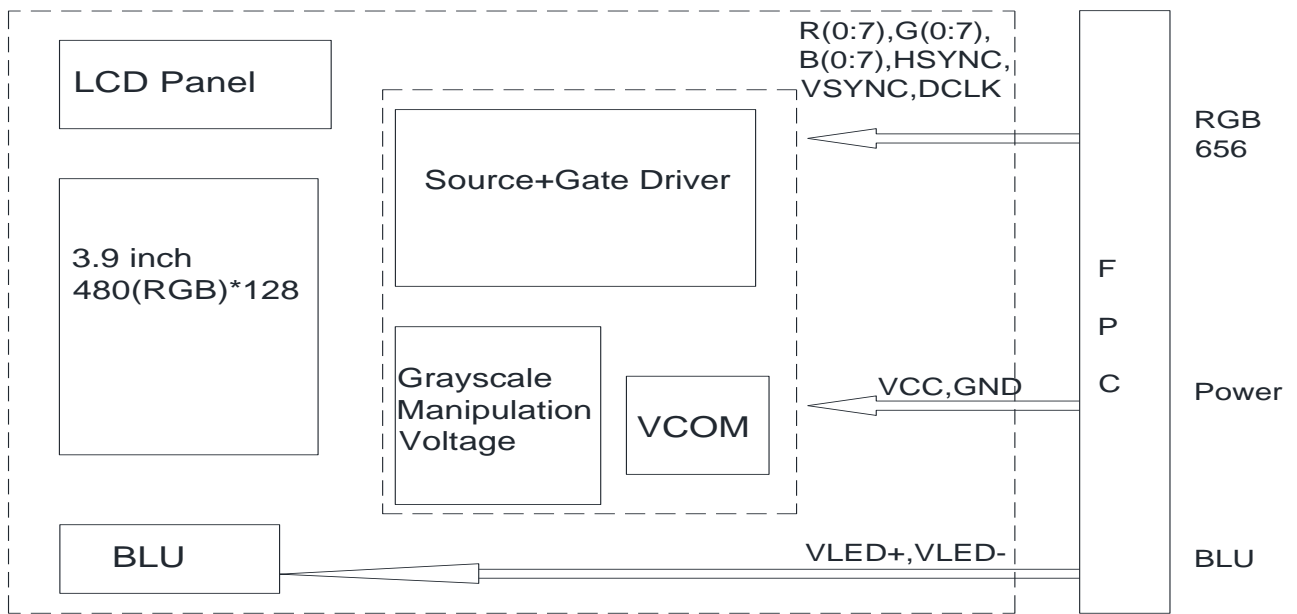 R(0:7),G(0:7),
B(0:7),HSYNC,
VSYNC,DCLK
LCD Panel
RGB
656
Source+Gate Driver
3.9 inch
480(RGB)*128
F
P
C
Grayscale
Manipulation
Voltage
VCOM
VCC,GND
Power
BLU
VLED+,VLED-
BLU